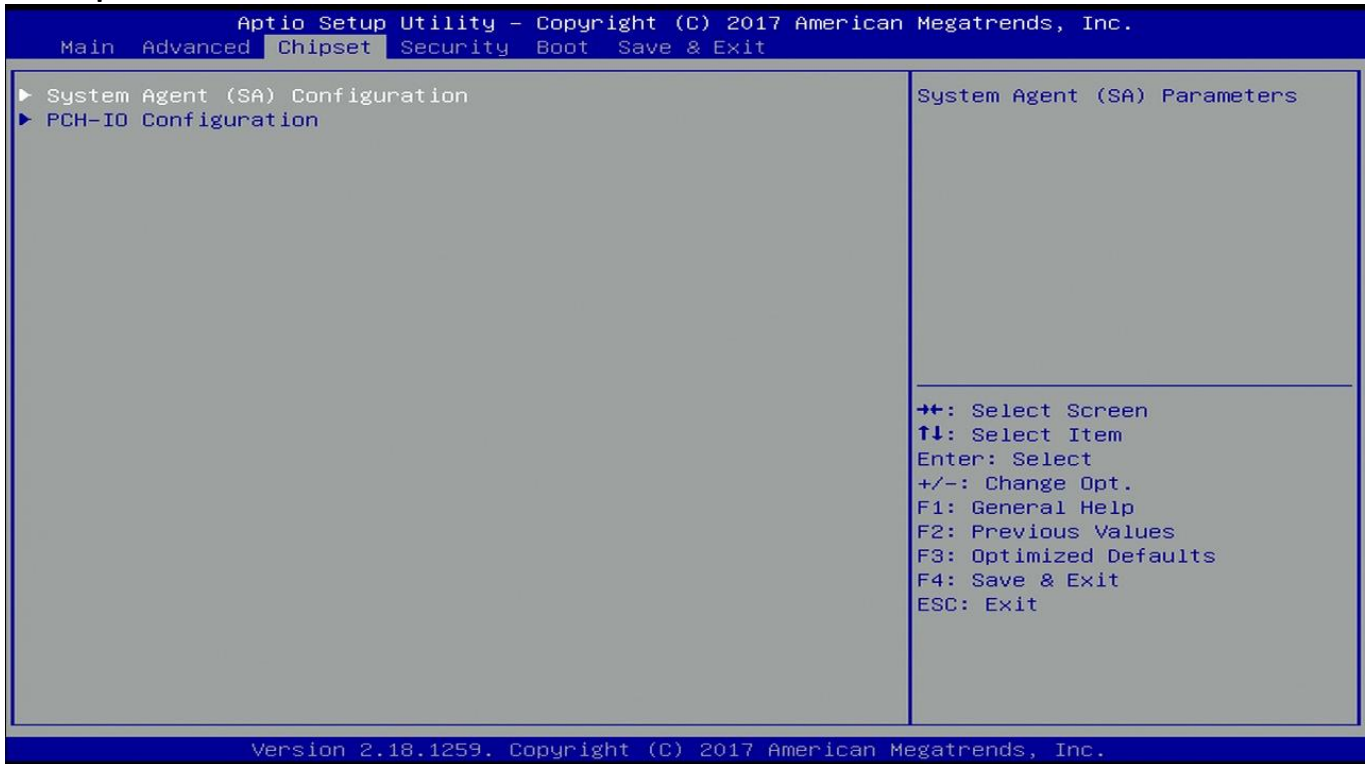 Aptio Setup Utility – Copyright (C) 2017 American Megatrends, Inc.
Main Advanced Chipset Security Boot Save & Exit
► System Agent (SA) Configuration
► PCH-IO Configuration
System Agent (SA) Parameters
→←: Select Screen
↑↓: Select Item
Enter: Select
+/-: Change Opt.
F1: General Help
F2: Previous Values
F3: Optimized Defaults
F4: Save & Exit
ESC: Exit
Version 2.18.1259. Copyright (C) 2017 American Megatrends, Inc.